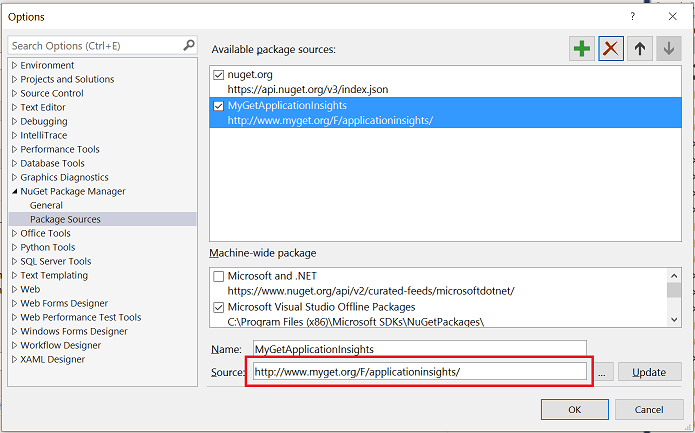 Options
Search Options (Ctrl+E)
Environment
Projects and Solutions
Source Control
Text Editor
Debugging
IntelliTrace
Performance Tools
Database Tools
Graphics Diagnostics
NuGet Package Manager
General
Package Sources
Office Tools
Python Tools
SQL Server Tools
Text Templating
Web
Web Forms Designer
Web Performance Test Tools
Windows Forms Designer
Workflow Designer
XAML Designer
Available package sources:
nuget.org
https://api.nuget.org/v3/index.json
MyGetApplicationInsights
http://www.myget.org/F/applicationinsights/
Machine-wide package
Microsoft and .NET
https://www.nuget.org/api/v2/curated-feeds/microsoftdotnet/
Microsoft Visual Studio Offline Packages
C:\Program Files (x86)\Microsoft SDKs\NuGetPackages\
Name: MyGetApplicationInsights
Source: http://www.myget.org/F/applicationinsights/ ... Update
OK Cancel